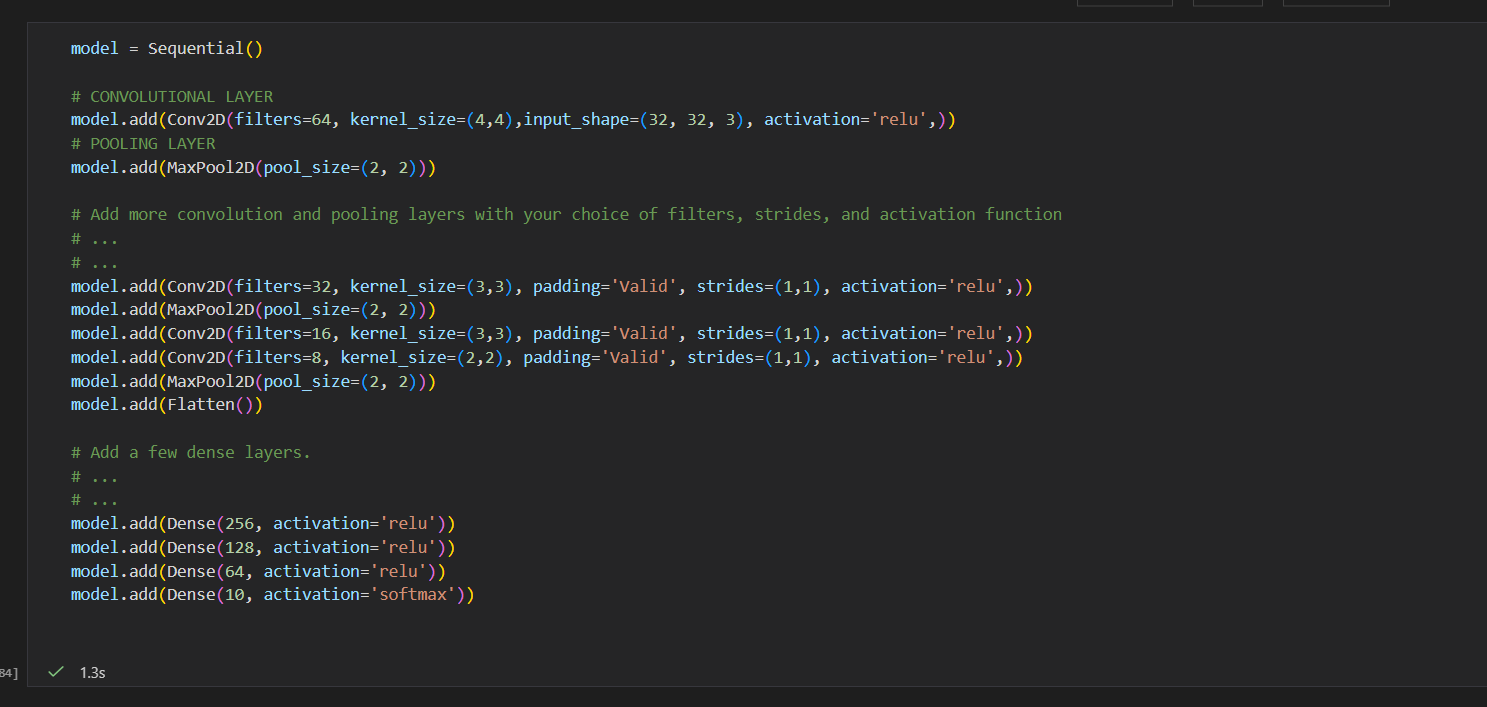 model = Sequential()
# CONVOLUTIONAL LAYER
model.add(Conv2D(filters=64, kernel_size=(4,4),input_shape=(32, 32, 3), activation='relu',))
# POOLING LAYER
model.add(MaxPool2D(pool_size=(2, 2)))
# Add more convolution and pooling layers with your choice of filters, strides, and activation function
# ...
# ...
model.add(Conv2D(filters=32, kernel_size=(3,3), padding='Valid', strides=(1,1), activation='relu',))
model.add(MaxPool2D(pool_size=(2, 2)))
model.add(Conv2D(filters=16, kernel_size=(3,3), padding='Valid', strides=(1,1), activation='relu',))
model.add(Conv2D(filters=8, kernel_size=(2,2), padding='Valid', strides=(1,1), activation='relu',))
model.add(MaxPool2D(pool_size=(2, 2)))
model.add(Flatten())
# Add a few dense layers.
# ...
# ...
model.add(Dense(256, activation='relu'))
model.add(Dense(128, activation='relu'))
model.add(Dense(64, activation='relu'))
model.add(Dense(10, activation='softmax'))
84] 1.3s